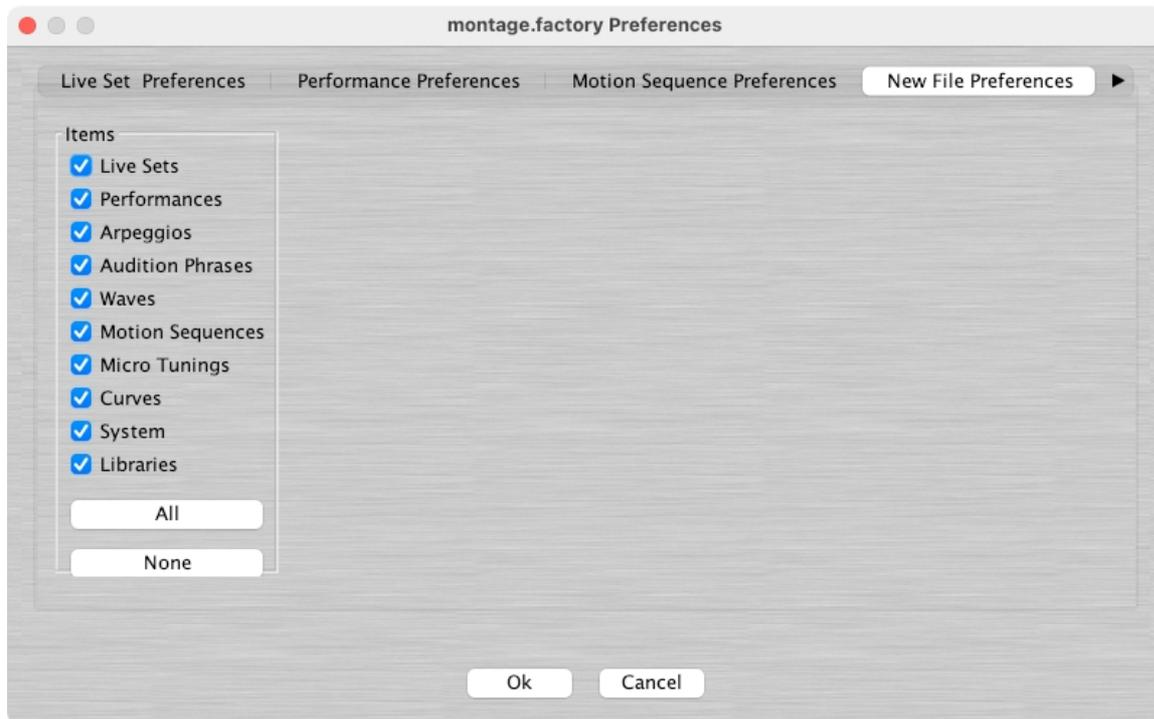 montage.factory Preferences
Live Set Preferences Performance Preferences Motion Sequence Preferences New File Preferences
Items
Live Sets
Performances
Arpeggios
Audition Phrases
Waves
Motion Sequences
Micro Tunings
Curves
System
Libraries
All
None
Ok Cancel